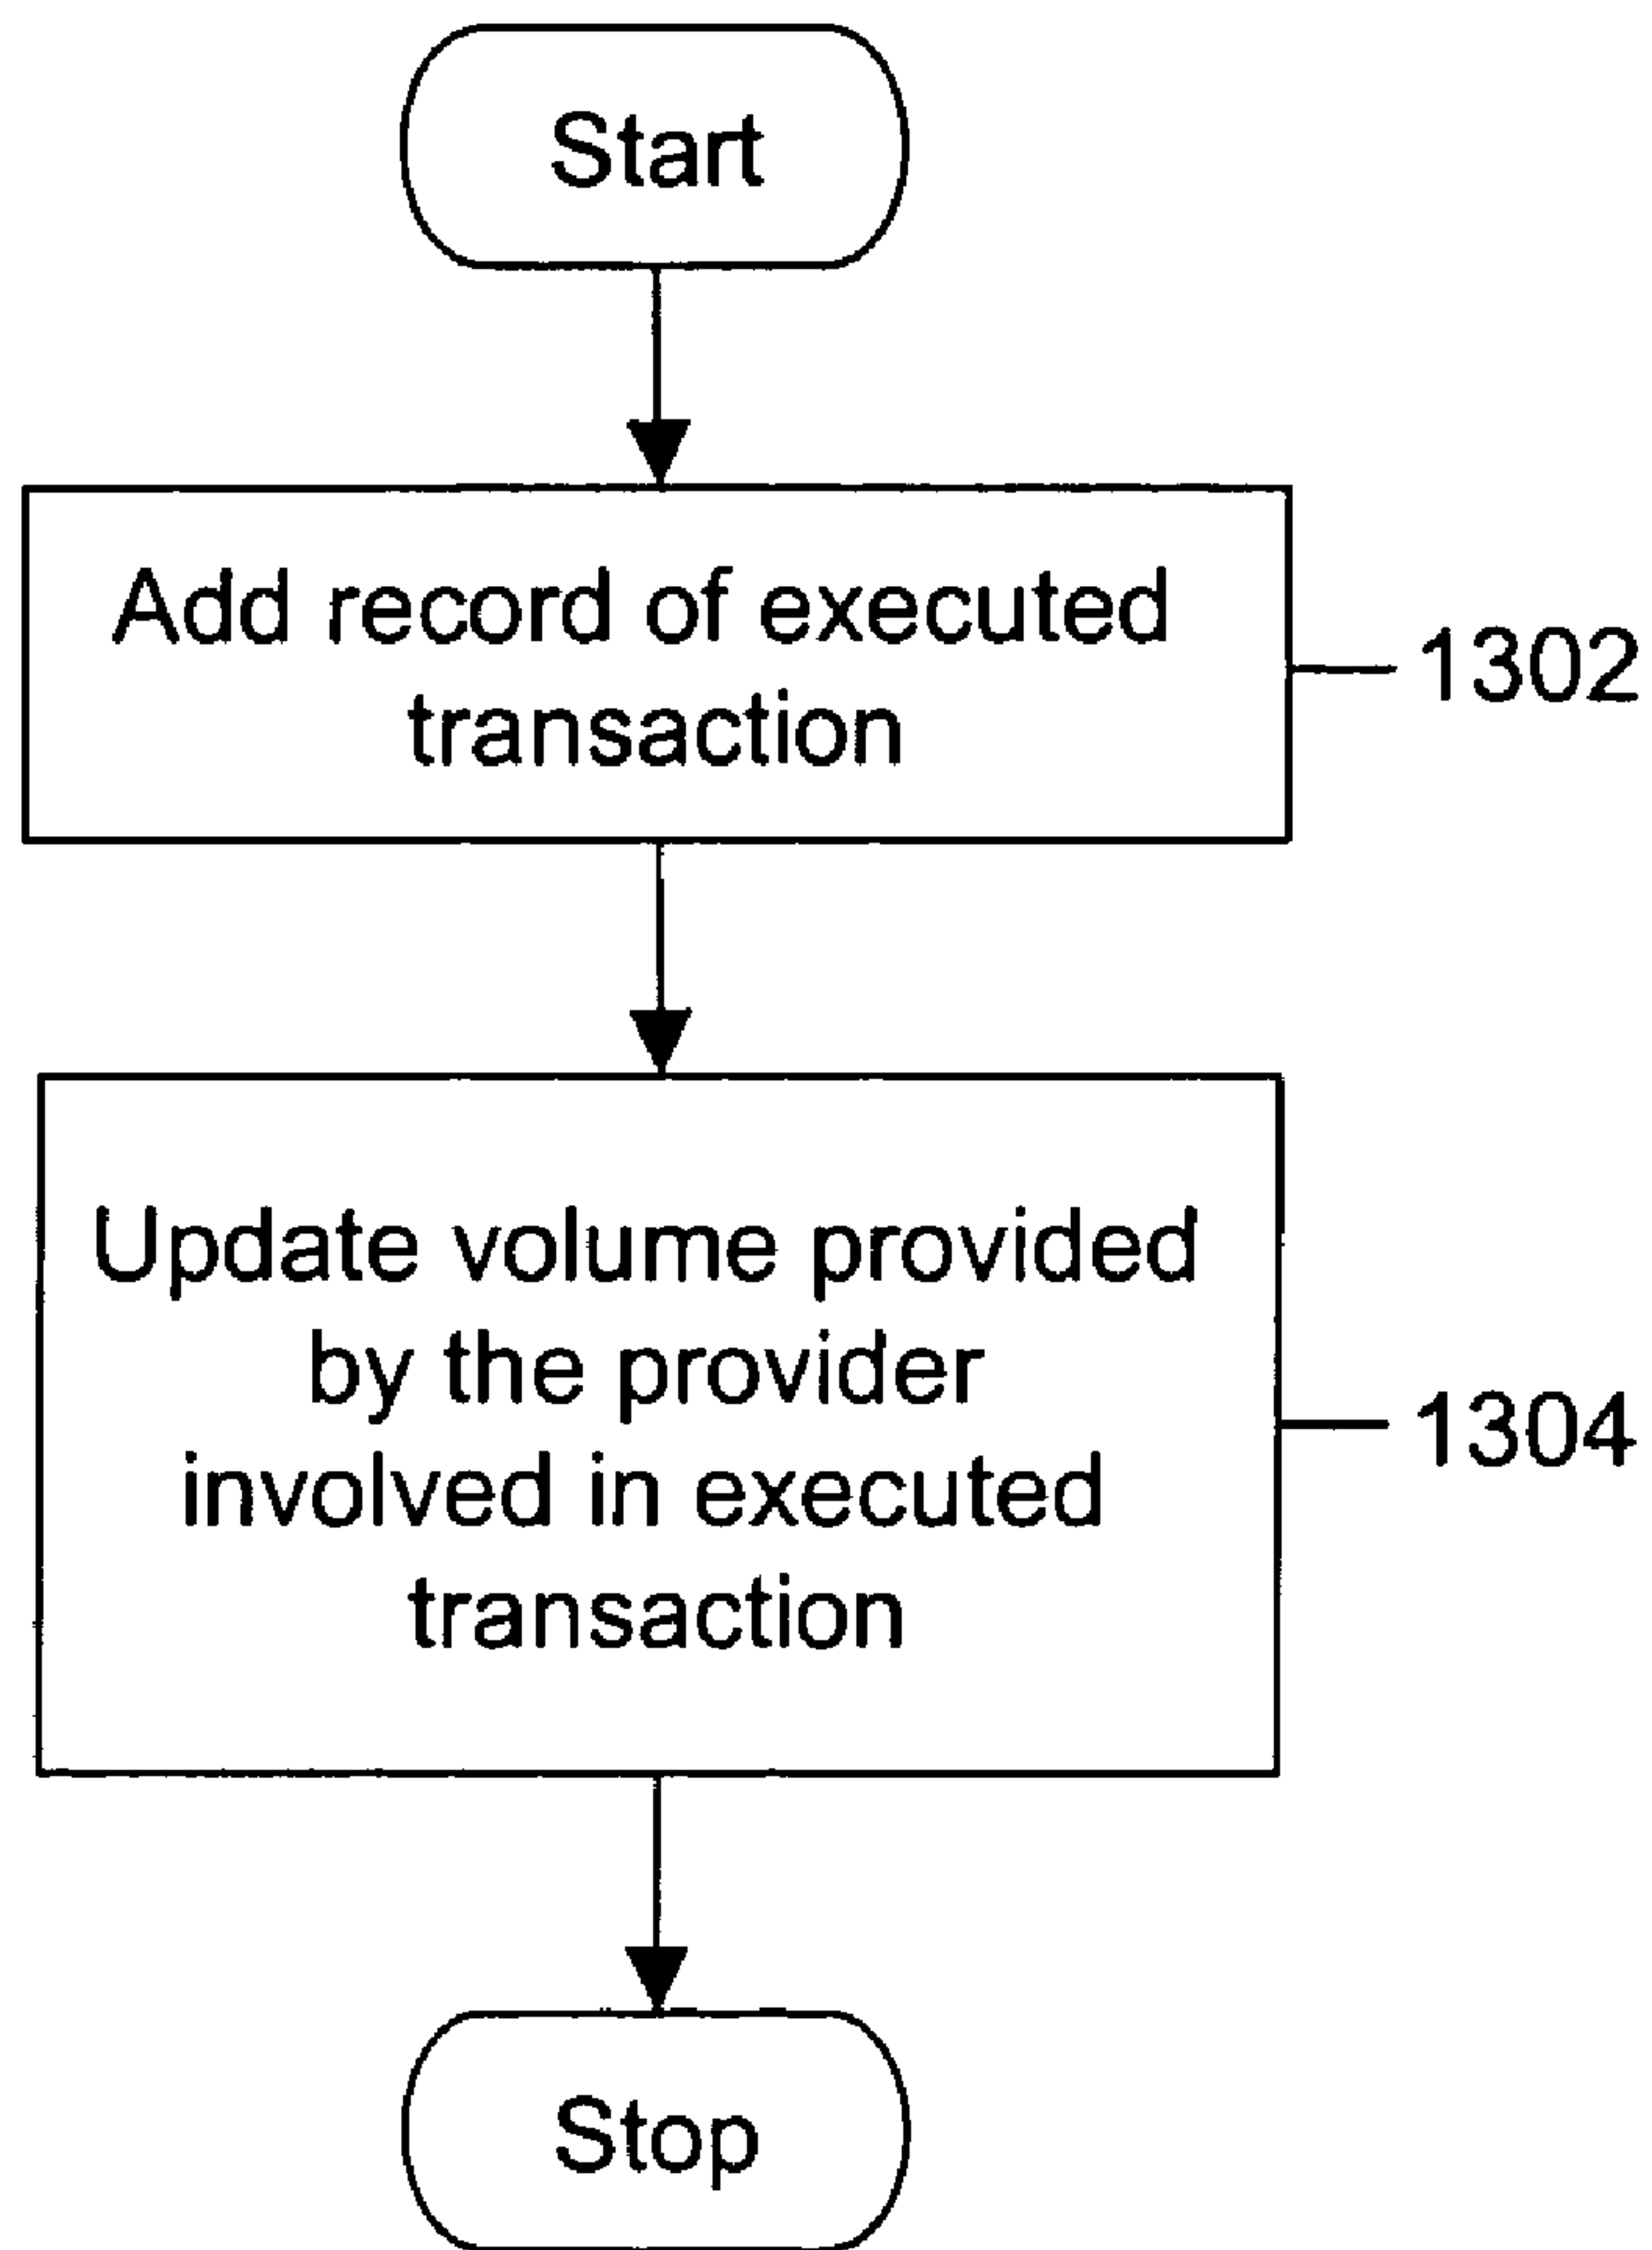 Start
Add record of executed
transaction
1302
Update volume provided
by the provider
involved in executed
transaction
1304
Stop